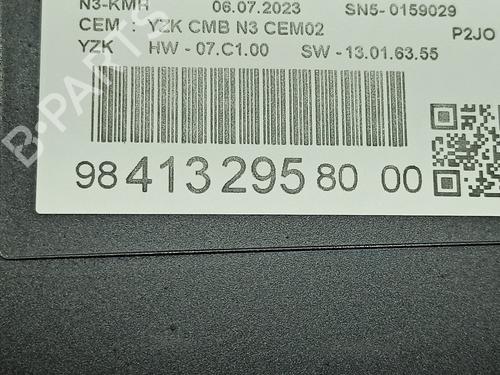 N3-KMH 06.07.2023 SN5- 0159029
CEM : YZK CMB N3 CEM02 P2JO
YZK HW - 07.C1.00 SW - 13.01.63.55
98 413 295 80 00
B-PARTS